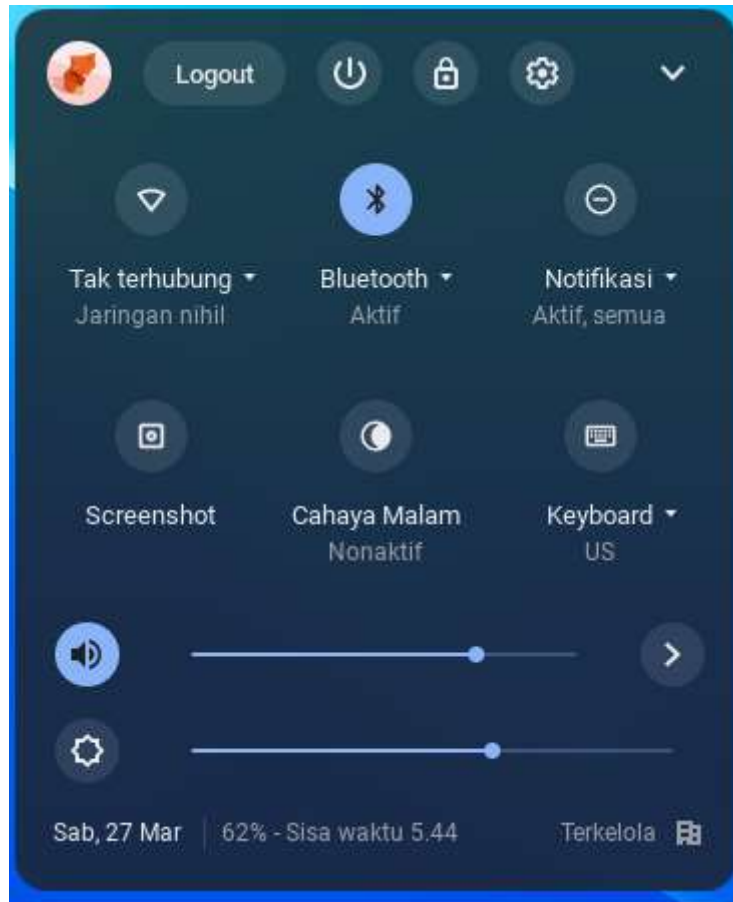 Logout
Tak terhubung Bluetooth Notifikasi
Jaringan nihil Aktif Aktif, semua
Screenshot Cahaya Malam Keyboard
Nonaktif US
Sab, 27 Mar 62% - Sisa waktu 5.44 Terkelola